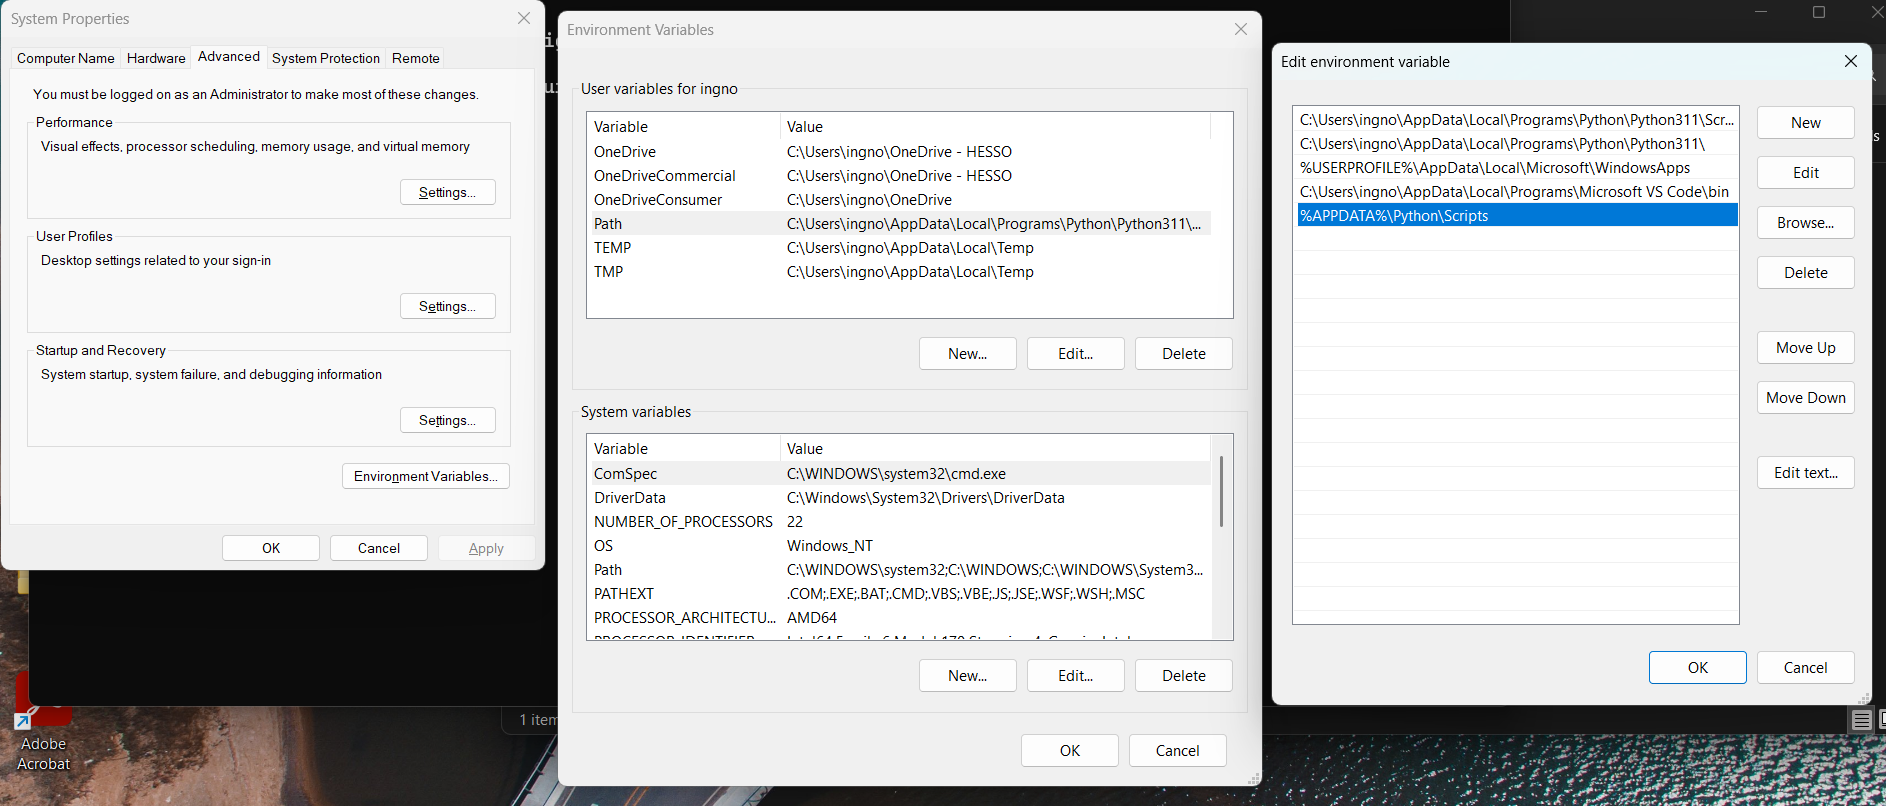 System Properties
Computer Name
Hardware
Advanced
System Protection
Remote
You must be logged on as an Administrator to make most of these changes.
Performance
Visual effects, processor scheduling, memory usage, and virtual memory
Settings...
User Profiles
Desktop settings related to your sign-in
Settings...
Startup and Recovery
System startup, system failure, and debugging information
Settings...
Environment Variables...
OK
Cancel
Apply
Adobe
Acrobat
1 item
Environment Variables
User variables for ingno
Variable Value
OneDrive C:\Users\ingno\OneDrive - HESSO
OneDriveCommercial C:\Users\ingno\OneDrive - HESSO
OneDriveConsumer C:\Users\ingno\OneDrive
Path C:\Users\ingno\AppData\Local\Programs\Python\Python311\...
TEMP C:\Users\ingno\AppData\Local\Temp
TMP C:\Users\ingno\AppData\Local\Temp
New...
Edit...
Delete
System variables
Variable Value
ComSpec C:\WINDOWS\system32\cmd.exe
DriverData C:\Windows\System32\Drivers\DriverData
NUMBER_OF_PROCESSORS 22
OS Windows_NT
Path C:\WINDOWS\system32;C:\WINDOWS;C:\WINDOWS\System3...
PATHEXT .COM;.EXE;.BAT;.CMD;.VBS;.VBE;.JS;.JSE;.WSF;.WSH;.MSC
PROCESSOR_ARCHITECTU... AMD64
New...
Edit...
Delete
OK
Cancel
Edit environment variable
C:\Users\ingno\AppData\Local\Programs\Python\Python311\Scr...
C:\Users\ingno\AppData\Local\Programs\Python\Python311\
%USERPROFILE%\AppData\Local\Microsoft\WindowsApps
C:\Users\ingno\AppData\Local\Programs\Microsoft VS Code\bin
%APPDATA%\Python\Scripts
New
Edit
Browse...
Delete
Move Up
Move Down
Edit text...
OK
Cancel